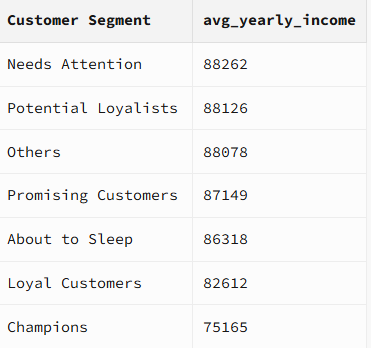 Customer Segment avg_yearly_income
Needs Attention 88262
Potential Loyalists 88126
Others 88078
Promising Customers 87149
About to Sleep 86318
Loyal Customers 82612
Champions 75165